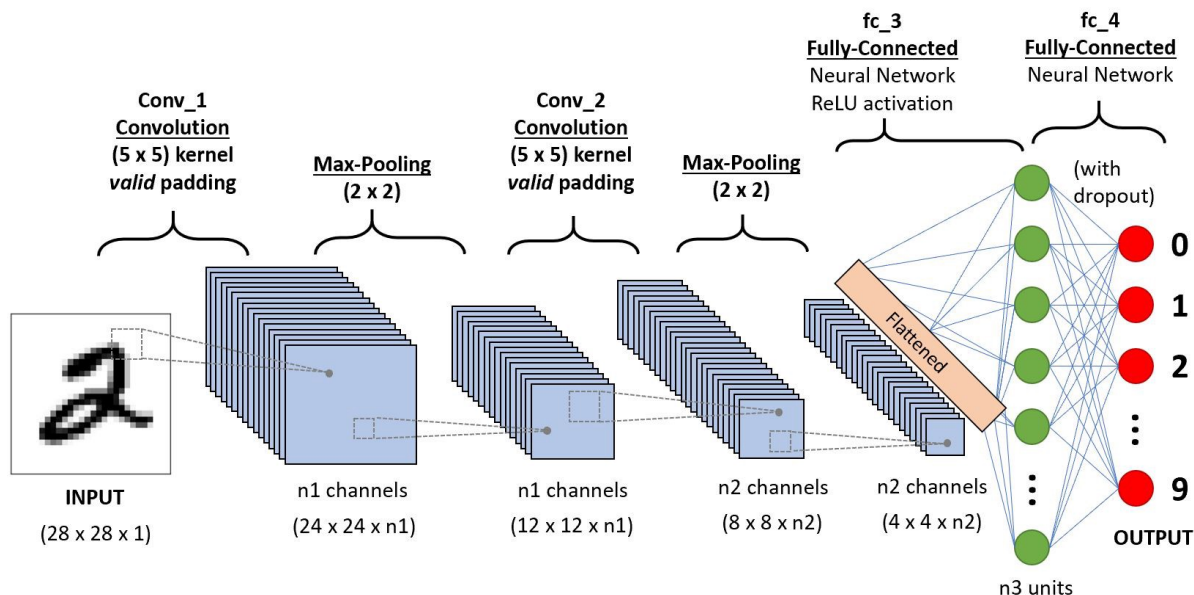 Conv_1
Convolution
(5 x 5) kernel
valid padding
Max-Pooling
(2 x 2)
Conv_2
Convolution
(5 x 5) kernel
valid padding
Max-Pooling
(2 x 2)
fc_3
Fully-Connected
Neural Network
ReLU activation
fc_4
Fully-Connected
Neural Network
(with
dropout)
2
INPUT
(28 x 28 x 1)
n1 channels
(24 x 24 x n1)
n1 channels
(12 x 12 x n1)
n2 channels
(8 x 8 x n2)
n2 channels
(4 x 4 x n2)
Flattened
n3 units
0
1
2
9
OUTPUT